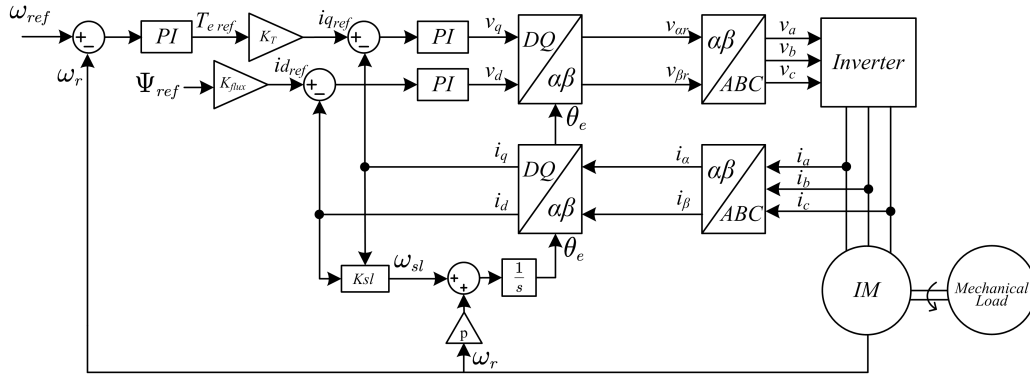 ω_ref
+
−
PI
T_e ref
K_T
iq_ref
+
−
PI
v_q
DQ
αβ
v_αr
αβ
ABC
v_a
v_b
v_c
Inverter
ω_r
Ψ_ref
K_flux
id_ref
+
−
PI
v_d
v_βr
θ_e
i_q
DQ
αβ
i_α
αβ
ABC
i_a
i_b
i_c
i_d
i_β
θ_e
Ksl
ω_sl
+
+
1/s
IM
Mechanical
Load
p
ω_r